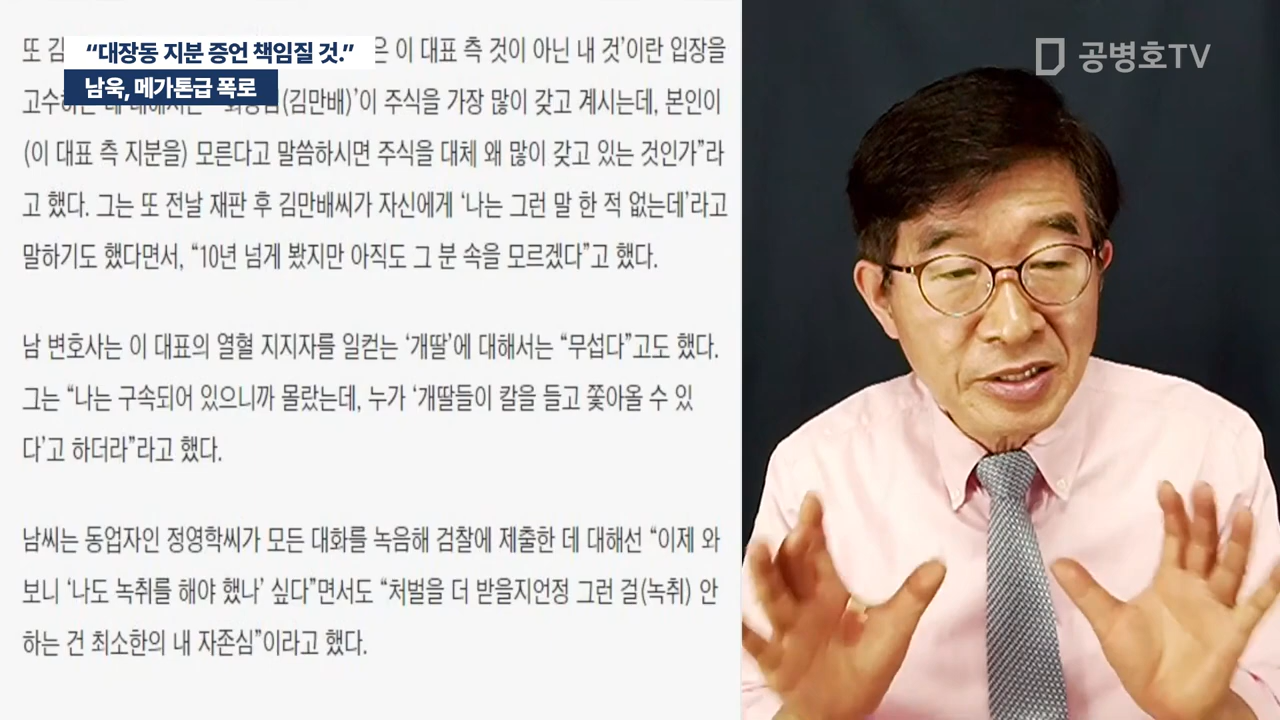 “대장동 지분 증언 책임질 것.”
남욱, 메가톤급 폭로
공병호TV
또 김
은 이 대표 측 것이 아닌 내 것’이란 입장을
(김만배)’이 주식을 가장 많이 갖고 계시는데, 본인이
(이 대표 측 지분을) 모른다고 말씀하시면 주식을 대체 왜 많이 갖고 있는 것인가”라
고 했다. 그는 또 전날 재판 후 김만배씨가 자신에게 ‘나는 그런 말 한 적 없는데’라고
말하기도 했다면서, “10년 넘게 봤지만 아직도 그 분 속을 모르겠다”고 했다.
남 변호사는 이 대표의 열혈 지지자를 일컫는 ‘개딸’에 대해서는 “무섭다”고도 했다.
그는 “나는 구속되어 있으니까 몰랐는데, 누가 ‘개딸들이 칼을 들고 쫓아올 수 있
다’고 하더라”라고 했다.
남씨는 동업자인 정영학씨가 모든 대화를 녹음해 검찰에 제출한 데 대해선 “이제 와
보니 ‘나도 녹취를 해야 했나’ 싶다”면서도 “처벌을 더 받을지언정 그런 걸(녹취) 안
하는 건 최소한의 내 자존심”이라고 했다.